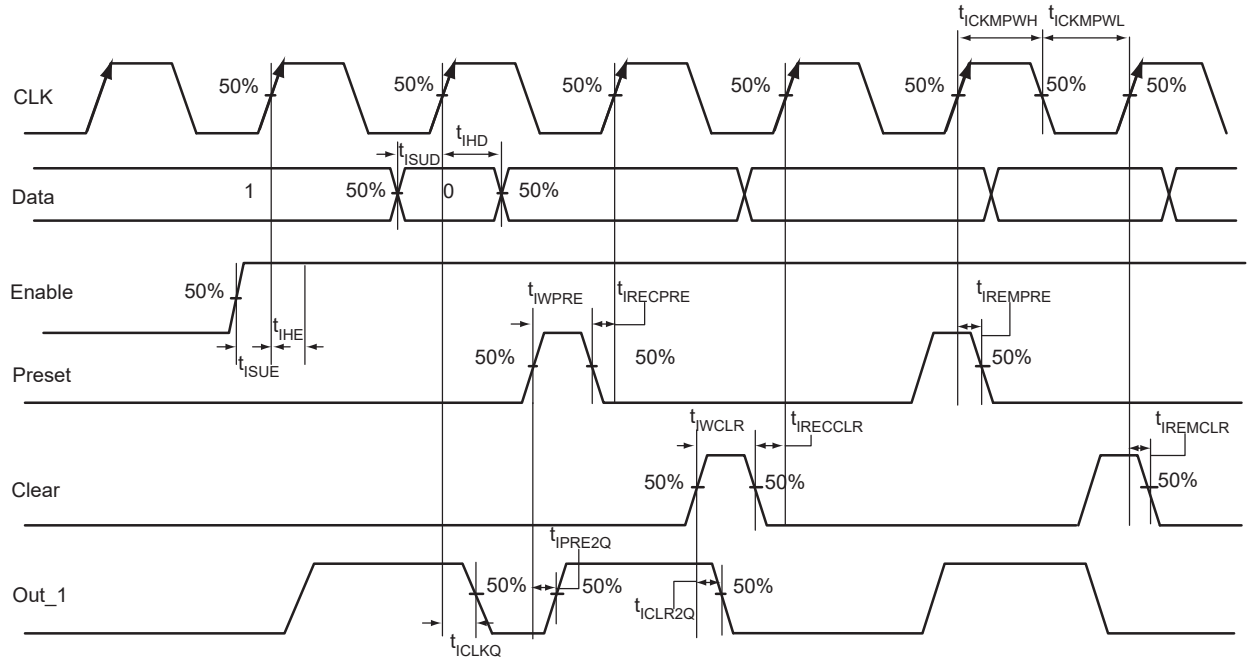 tICKMPWH tICKMPWL
CLK 50% 50% 50% 50% 50% 50% 50%
tISUD tIHD
Data 1 50% 0 50%
Enable 50%
tIHE
tISUE
tIWPRE tIRECPRE tIREMPRE
Preset 50% 50% 50%
tIWCLR tIRECCLR tIREMCLR
Clear 50% 50% 50%
tIPRE2Q
Out_1 50% 50% 50%
tICLR2Q
tICLKQ